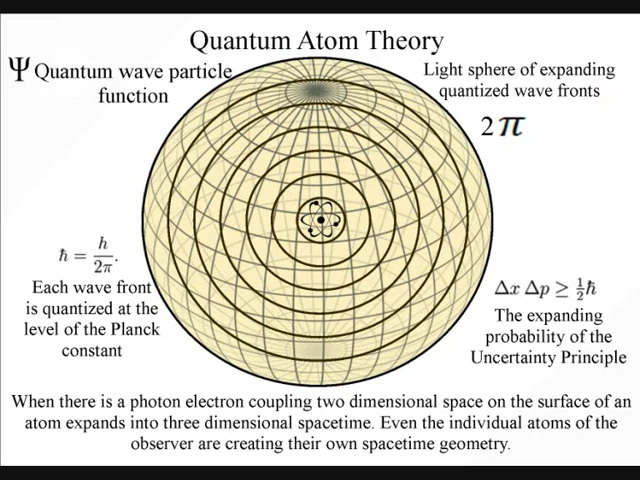 Quantum Atom Theory
Ψ Quantum wave particle
function
Light sphere of expanding
quantized wave fronts
2π
ħ = h/2π.
Each wave front
is quantized at the
level of the Planck
constant
Δx Δp ≥ ½ħ
The expanding
probability of the
Uncertainty Principle
When there is a photon electron coupling two dimensional space on the surface of an
atom expands into three dimensional spacetime. Even the individual atoms of the
observer are creating their own spacetime geometry.